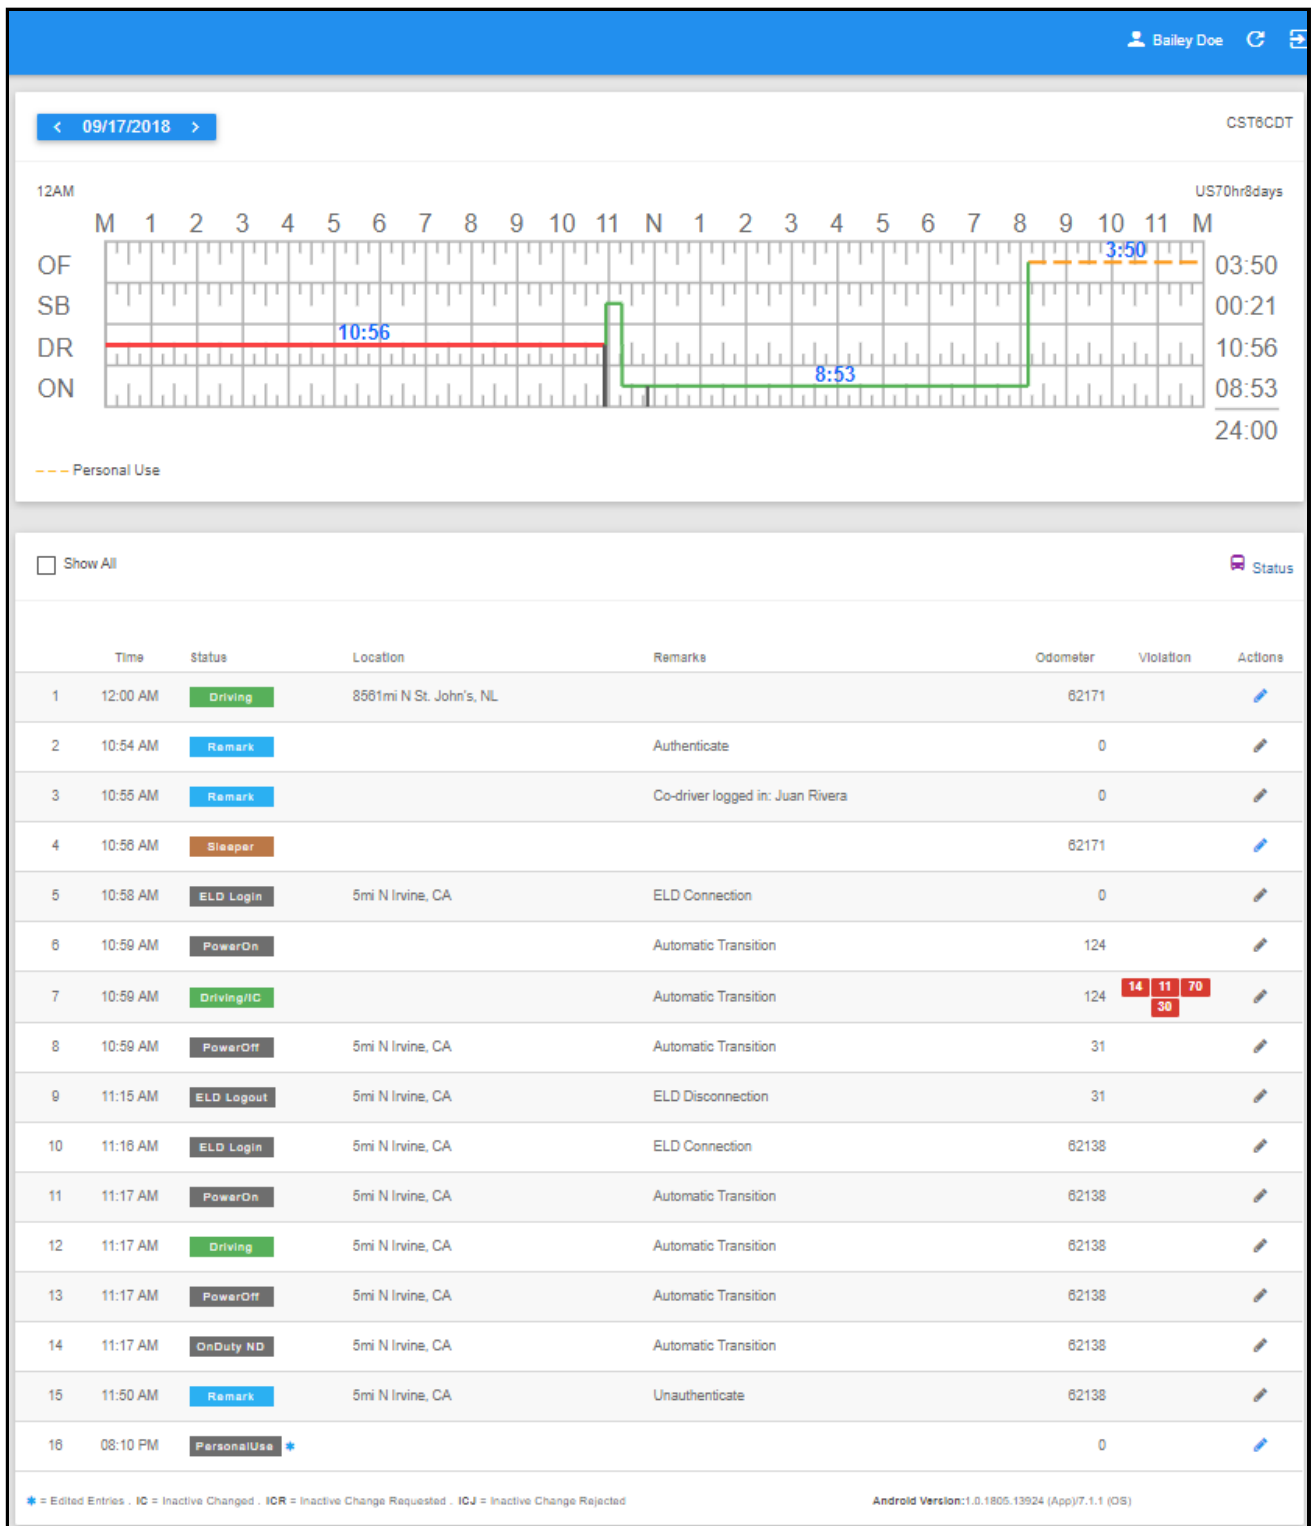 Bailey Doe
09/17/2018
CST6CDT
12AM
US70hr8days
M 1 2 3 4 5 6 7 8 9 10 11 N 1 2 3 4 5 6 7 8 9 10 11 M
OF 3:50 03:50
SB 00:21
DR 10:56 10:56
ON 8:53 08:53
24:00
Personal Use
Show All
Status
Time Status Location Remarks Odometer Violation Actions
1 12:00 AM Driving 8561mi N St. John's, NL 62171
2 10:54 AM Remark Authenticate 0
3 10:55 AM Remark Co-driver logged in: Juan Rivera 0
4 10:56 AM Sleeper 62171
5 10:58 AM ELD Login 5mi N Irvine, CA ELD Connection 0
6 10:59 AM PowerOn Automatic Transition 124
7 10:59 AM Driving/IC Automatic Transition 124 14 11 70
30
8 10:59 AM PowerOff 5mi N Irvine, CA Automatic Transition 31
9 11:15 AM ELD Logout 5mi N Irvine, CA ELD Disconnection 31
10 11:16 AM ELD Login 5mi N Irvine, CA ELD Connection 62138
11 11:17 AM PowerOn 5mi N Irvine, CA Automatic Transition 62138
12 11:17 AM Driving 5mi N Irvine, CA Automatic Transition 62138
13 11:17 AM PowerOff 5mi N Irvine, CA Automatic Transition 62138
14 11:17 AM OnDuty ND 5mi N Irvine, CA Automatic Transition 62138
15 11:50 AM Remark 5mi N Irvine, CA Unauthenticate 62138
16 08:10 PM PersonalUse * 0
* = Edited Entries . IC = Inactive Changed . ICR = Inactive Change Requested . ICJ = Inactive Change Rejected Android Version:1.0.1805.13924 (App)/7.1.1 (OS)